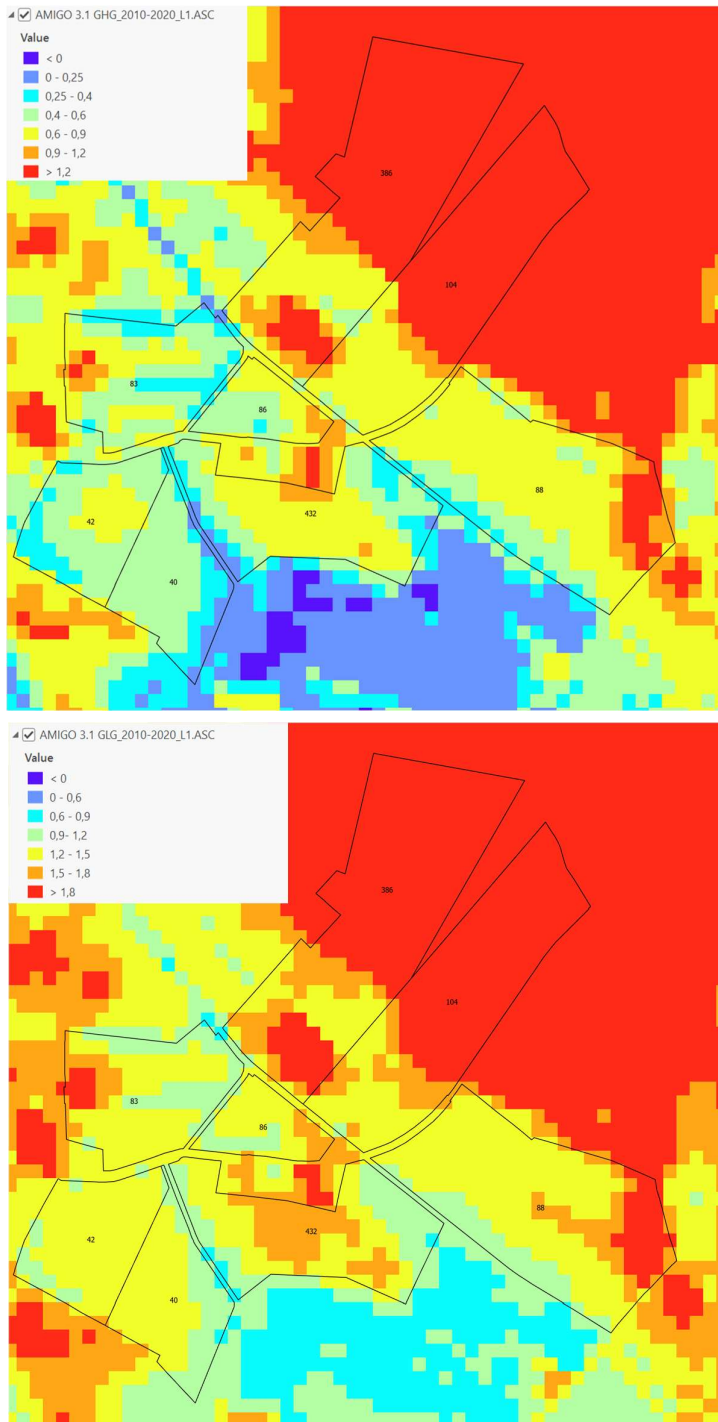 AMIGO 3.1 GHG_2010-2020_L1.ASC
Value
< 0
0 - 0,25
0,25 - 0,4
0,4 - 0,6
0,6 - 0,9
0,9 - 1,2
> 1,2
386
104
83
86
88
42
432
40
AMIGO 3.1 GLG_2010-2020_L1.ASC
Value
< 0
0 - 0,6
0,6 - 0,9
0,9- 1,2
1,2 - 1,5
1,5 - 1,8
> 1,8
386
104
83
86
88
432
42
40